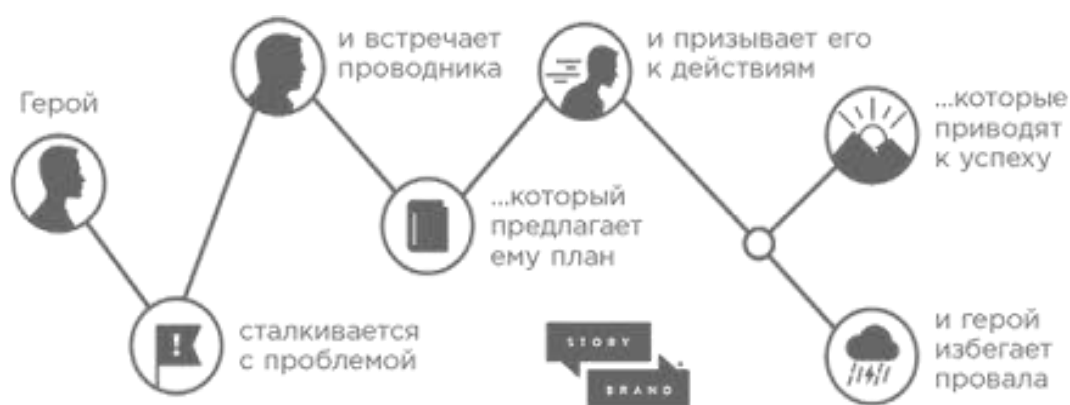 Герой
сталкивается
с проблемой
и встречает
проводника
...который
предлагает
ему план
и призывает его
к действиям
...которые
приводят
к успеху
и герой
избегает
провала
!
STORY
BRAND